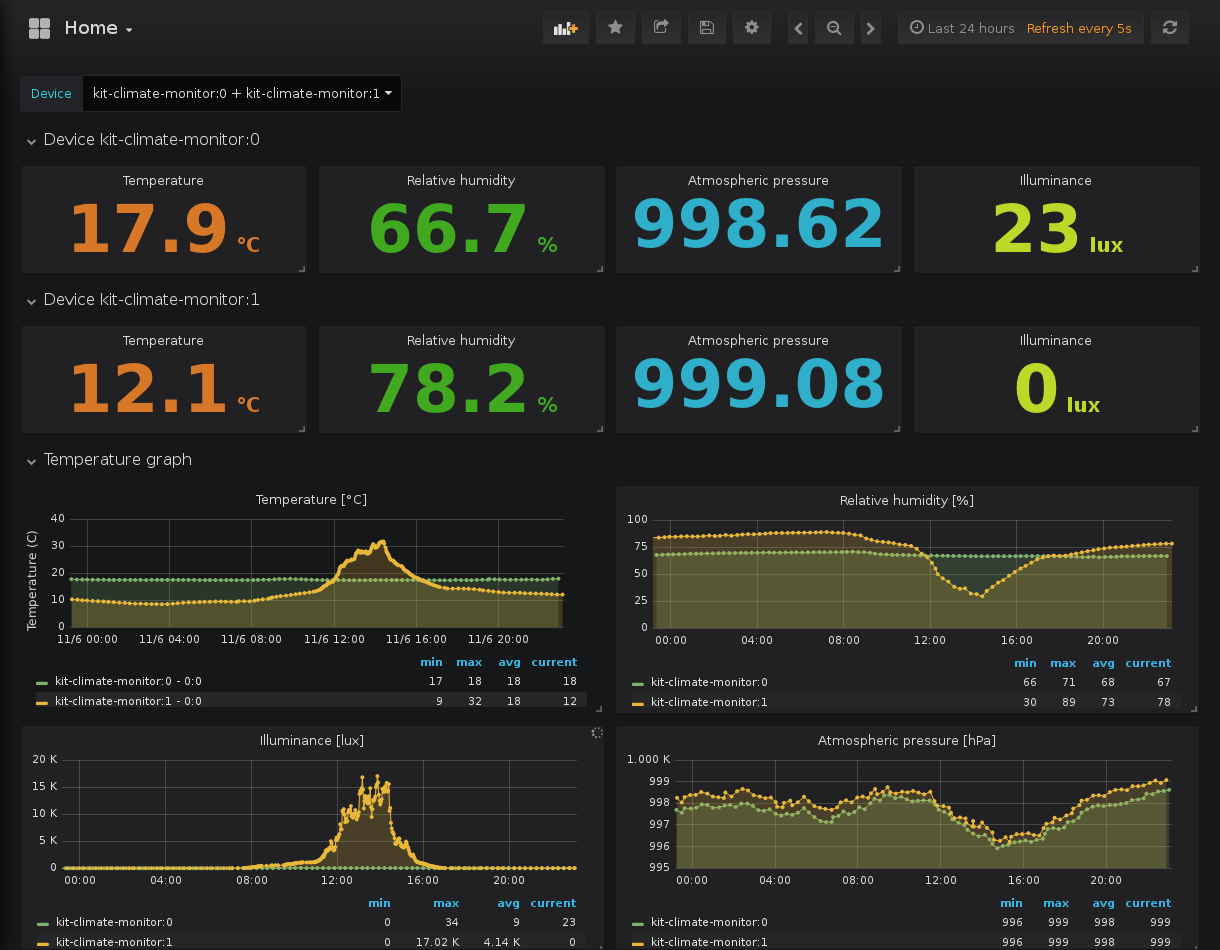 Home
Last 24 hours Refresh every 5s
Device kit-climate-monitor:0 + kit-climate-monitor:1
Device kit-climate-monitor:0
Temperature Relative humidity Atmospheric pressure Illuminance
17.9 °C 66.7 % 998.62 23 lux
Device kit-climate-monitor:1
Temperature Relative humidity Atmospheric pressure Illuminance
12.1 °C 78.2 % 999.08 0 lux
Temperature graph
Temperature [°C]
Temperature (C)
40
30
20
10
0
11/6 00:00 11/6 04:00 11/6 08:00 11/6 12:00 11/6 16:00 11/6 20:00
min max avg current
kit-climate-monitor:0 - 0:0 17 18 18 18
kit-climate-monitor:1 - 0:0 9 32 18 12
Relative humidity [%]
100
75
50
25
0
00:00 04:00 08:00 12:00 16:00 20:00
min max avg current
kit-climate-monitor:0 66 71 68 67
kit-climate-monitor:1 30 89 73 78
Illuminance [lux]
20 K
15 K
10 K
5 K
0
00:00 04:00 08:00 12:00 16:00 20:00
min max avg current
kit-climate-monitor:0 0 34 9 23
kit-climate-monitor:1 0 17.02 K 4.14 K 0
Atmospheric pressure [hPa]
1.000 K
999
998
997
996
995
00:00 04:00 08:00 12:00 16:00 20:00
min max avg current
kit-climate-monitor:0 996 999 998 999
kit-climate-monitor:1 996 999 998 999